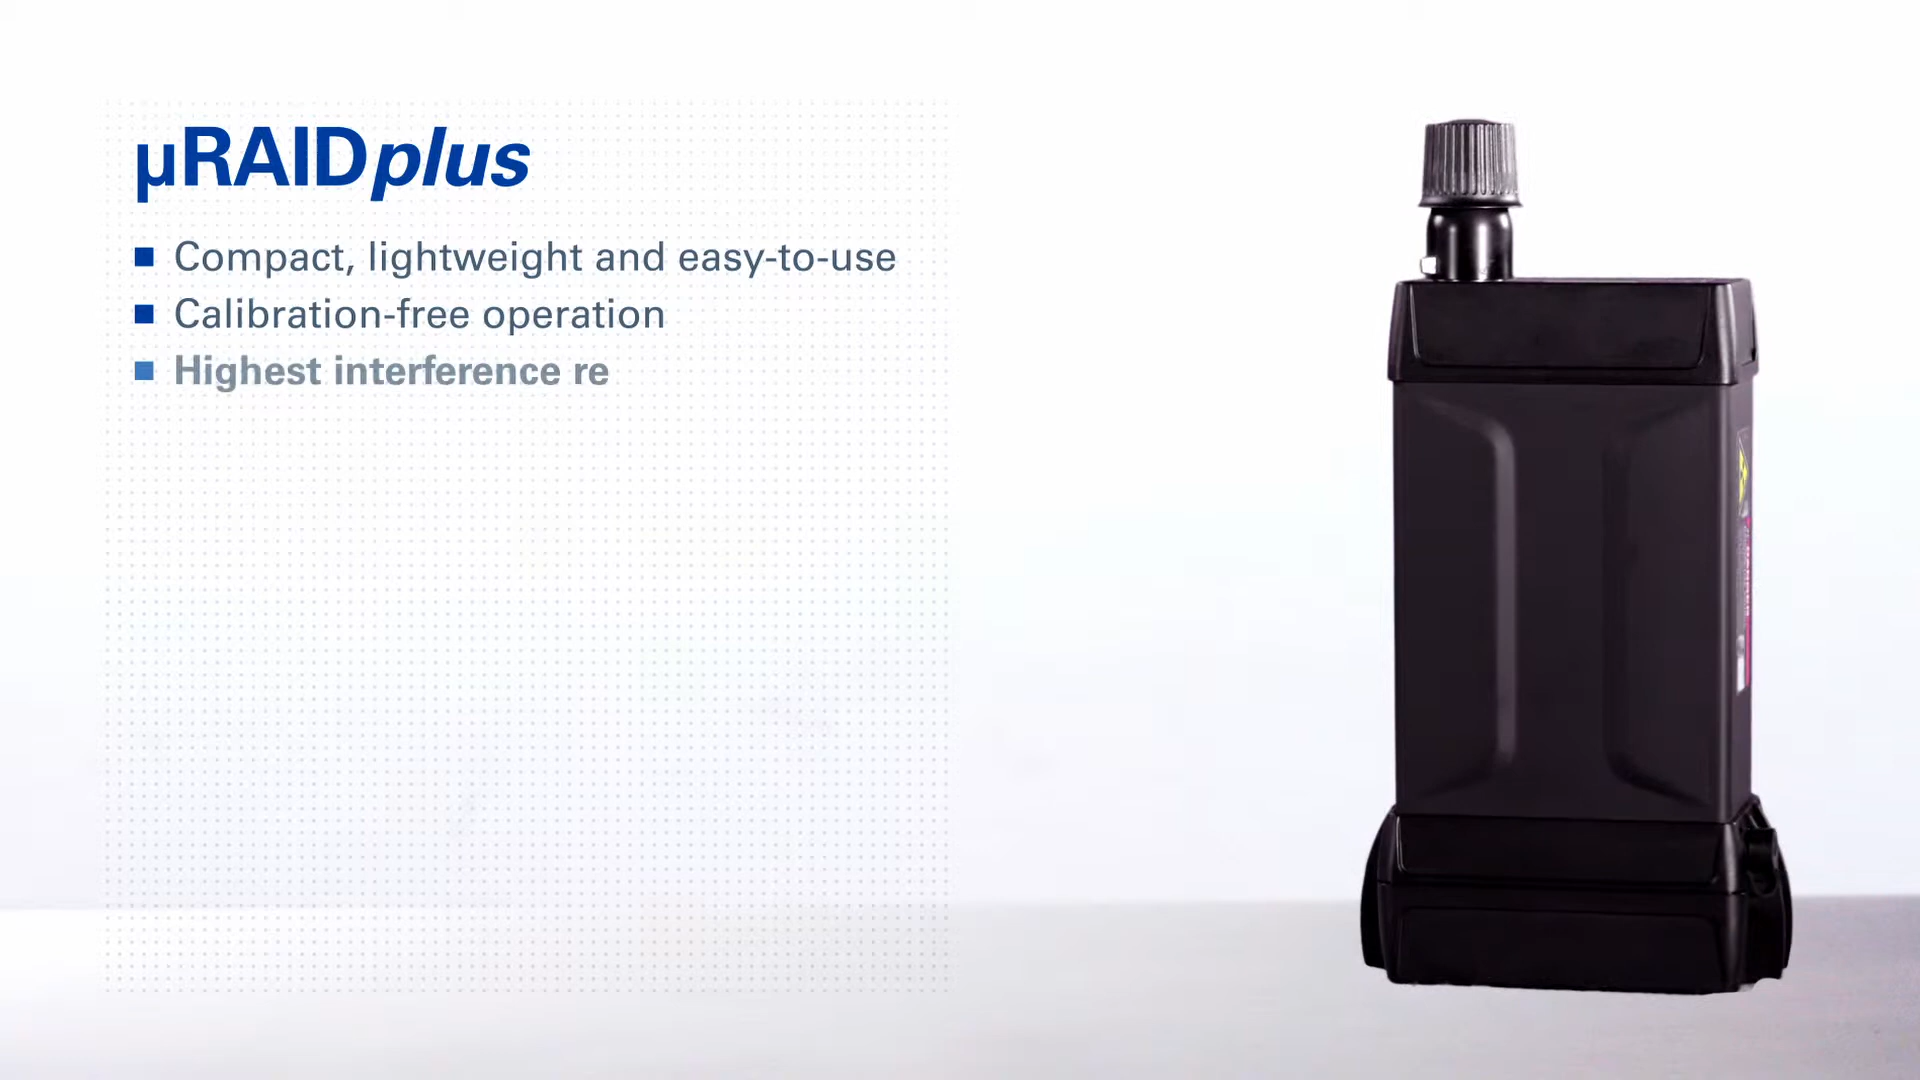 µRAIDplus
Compact, lightweight and easy-to-use
Calibration-free operation
Highest interference re